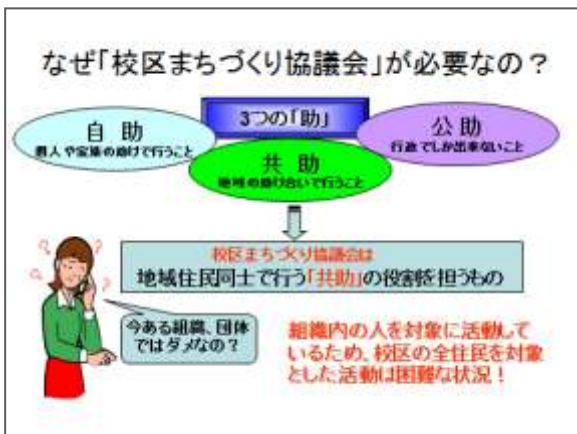 なぜ「校区まちづくり協議会」が必要なの？
3つの「助」
自 助
個人や家族の助けで行うこと
公 助
行政でしか出来ないこと
共 助
地域の助け合いで行うこと
校区まちづくり協議会は
地域住民同士で行う「共助」の役割を担うもの
今ある組織、団体
ではダメなの？
組織内の人を対象に活動して
いるため、校区の全住民を対象
とした活動は困難な状況！